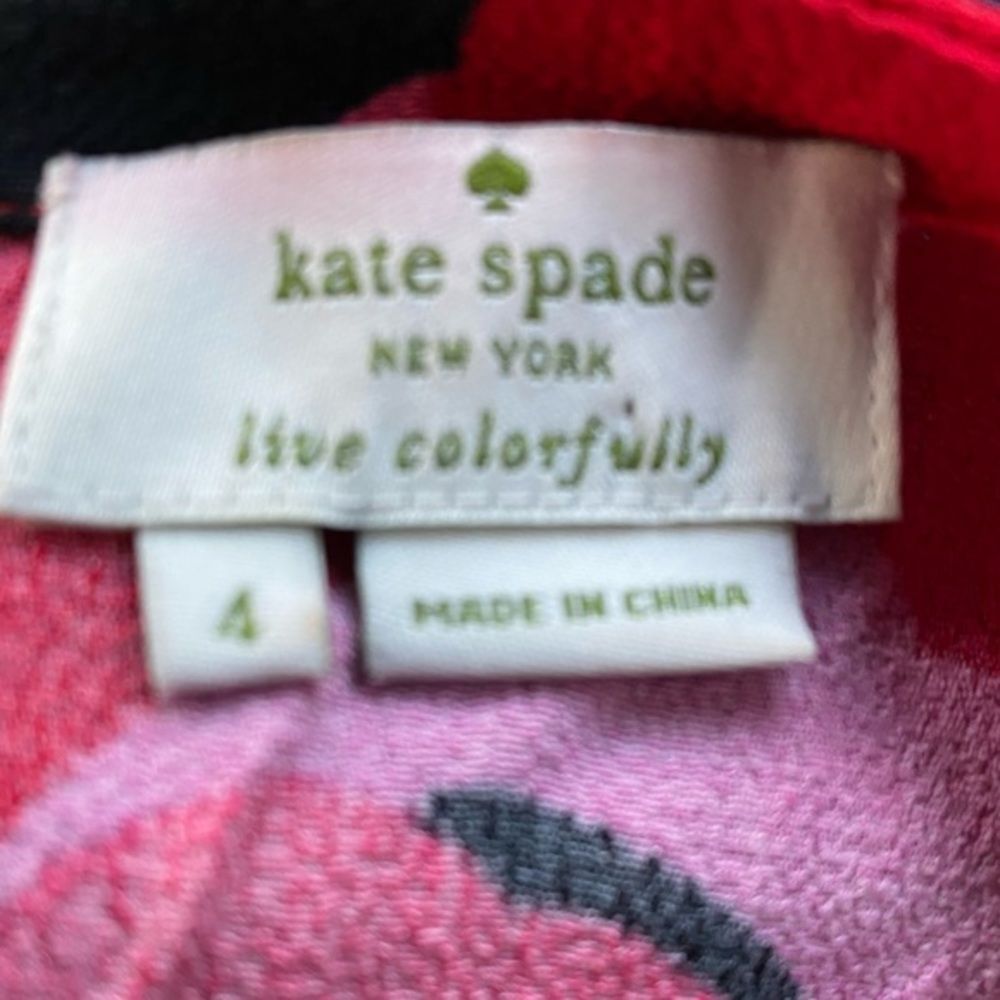 kate spade
NEW YORK
live colorfully
4
MADE IN CHINA